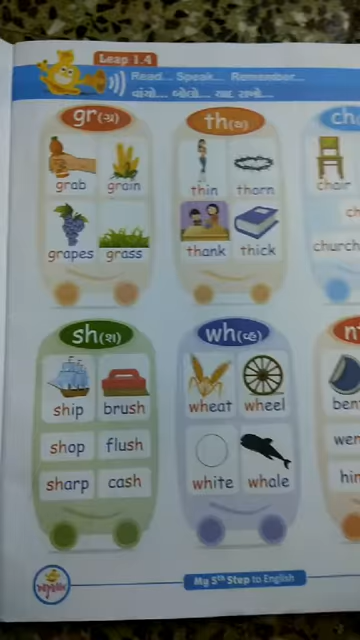 Leap 1.4
Read... Speak... Remember...
વાંચો... બોલો... યાદ રાખો...
gr(ગ્ર)
grab grain
grapes grass
th(થ)
thin thorn
thank thick
ch
chair
church
sh(શ)
ship brush
shop flush
sharp cash
wh(વ્હ)
wheat wheel
white whale
My 5th Step to English